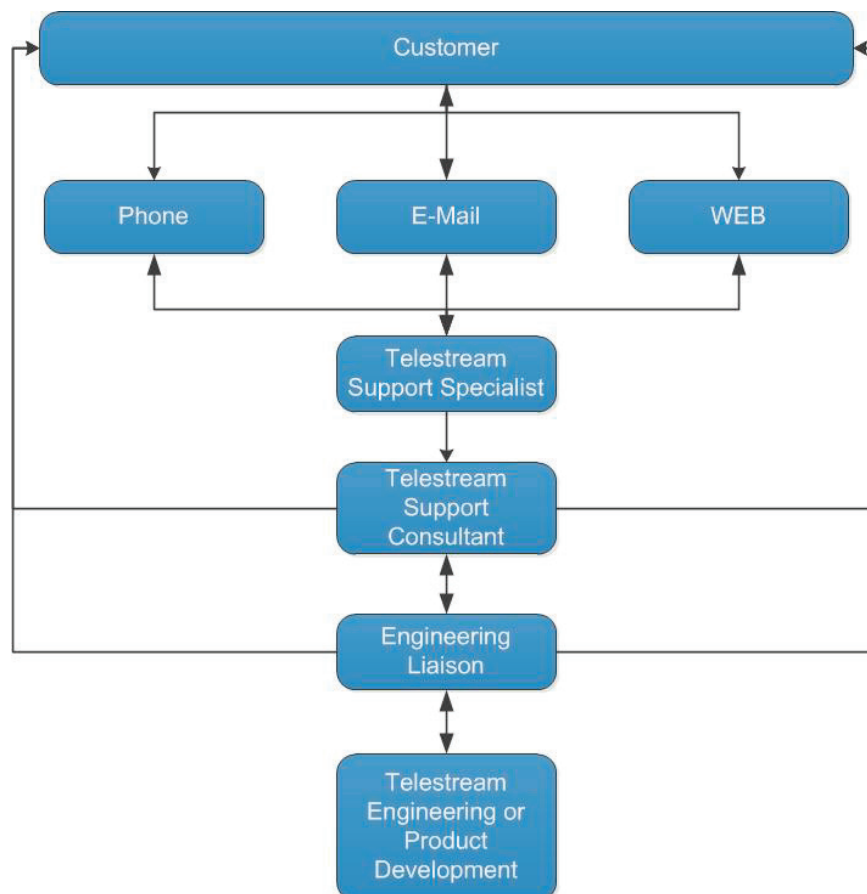 Customer
Phone
E-Mail
WEB
Telestream
Support Specialist
Telestream
Support
Consultant
Engineering
Liaison
Telestream
Engineering or
Product
Development